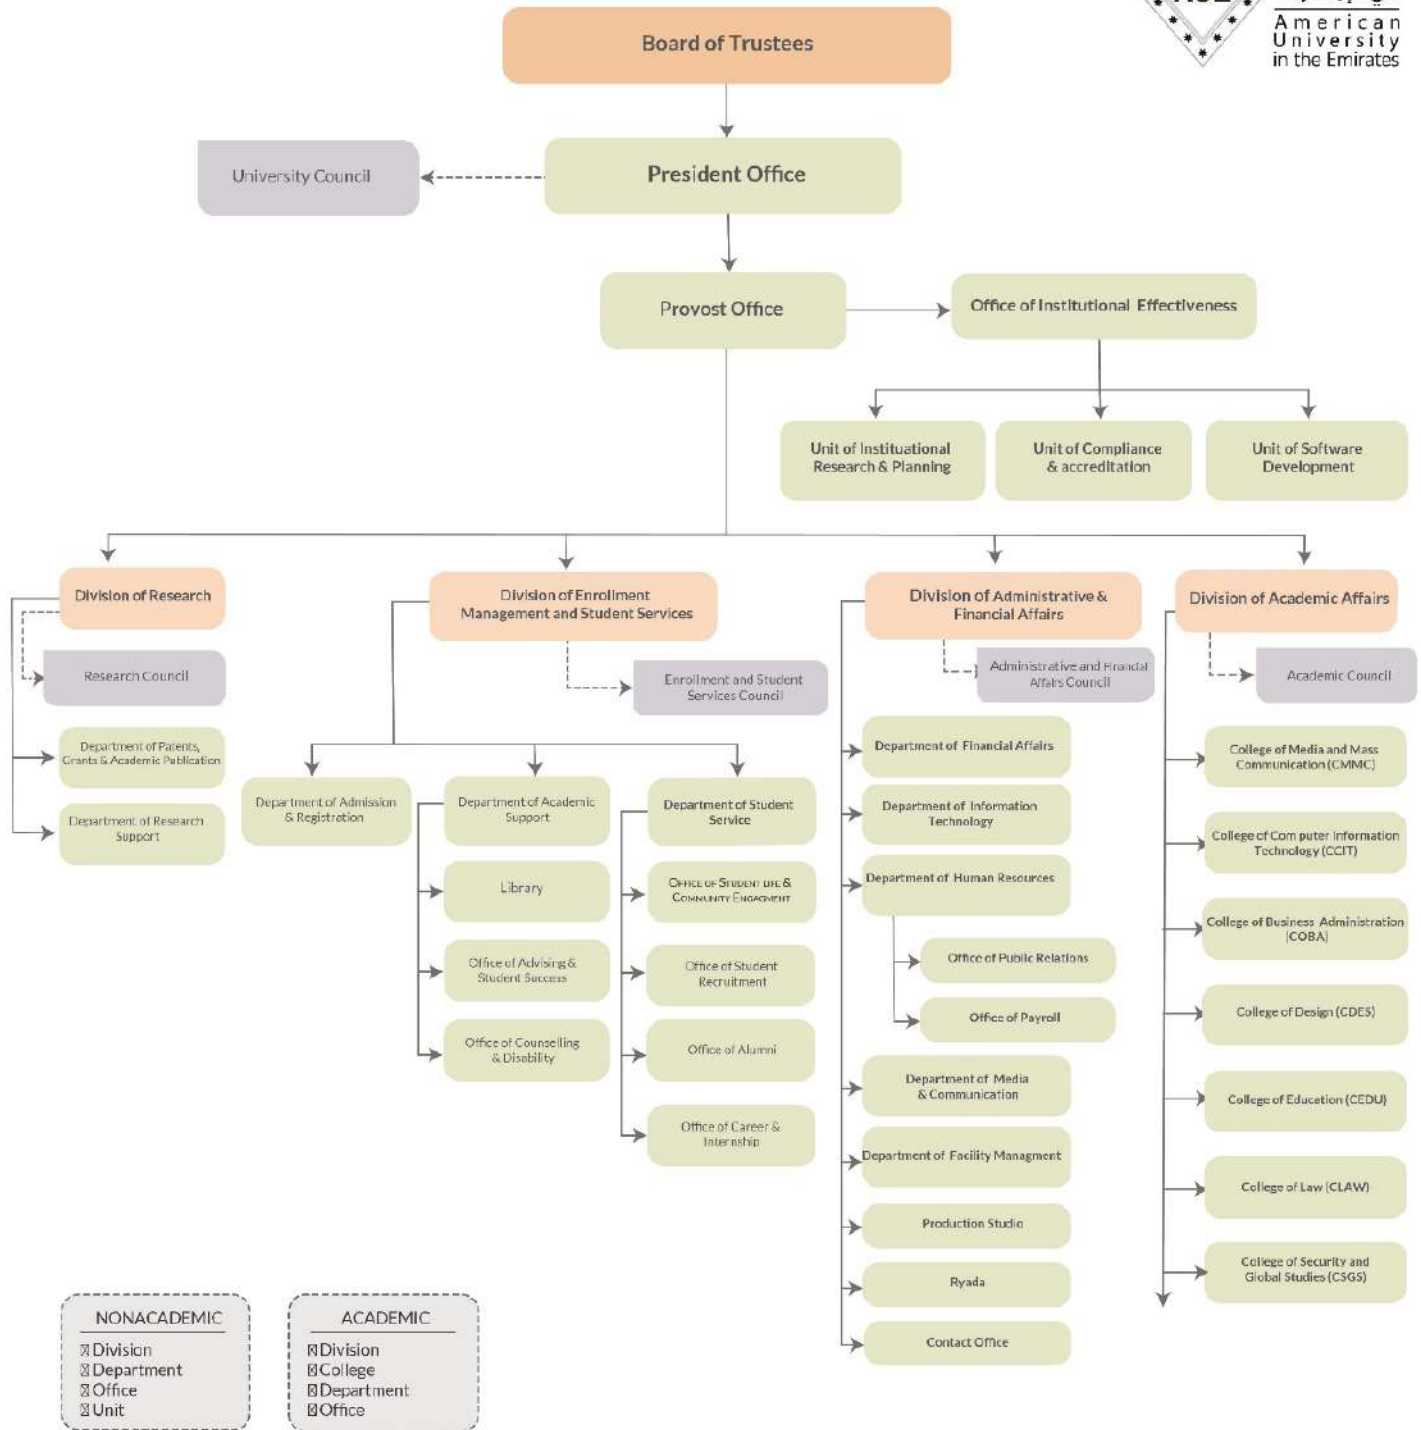 Board of Trustees
American
University
in the Emirates
University Council
President Office
Provost Office
Office of Institutional Effectiveness
Unit of Instituational
Research & Planning
Unit of Compliance
& accreditation
Unit of Software
Development
Division of Research
Research Council
Department of Patents,
Grants & Academic Publication
Department of Research
Support
Division of Enrollment
Management and Student Services
Enrollment and Student
Services Council
Department of Admission
& Registration
Department of Academic
Support
Library
Office of Advising &
Student Success
Office of Counselling
& Disability
Department of Student
Service
OFFICE OF STUDENT LIFE &
COMMUNITY ENGAGMENT
Office of Student
Recruitment
Office of Alumni
Office of Career &
Internship
Division of Administrative &
Financial Affairs
Administrative and Financial
Affairs Council
Department of Financial Affairs
Department of Information
Technology
Department of Human Resources
Office of Public Relations
Office of Payroll
Department of Media
& Communication
Department of Facility Managment
Production Studio
Ryada
Contact Office
Division of Academic Affairs
Academic Council
College of Media and Mass
Communication (CMMC)
College of Computer Information
Technology (CCIT)
College of Business Administration
(COBA)
College of Design (CDES)
College of Education (CEDU)
College of Law (CLAW)
College of Security and
Global Studies (CSGS)
NONACADEMIC
Division
Department
Office
Unit
ACADEMIC
Division
College
Department
Office